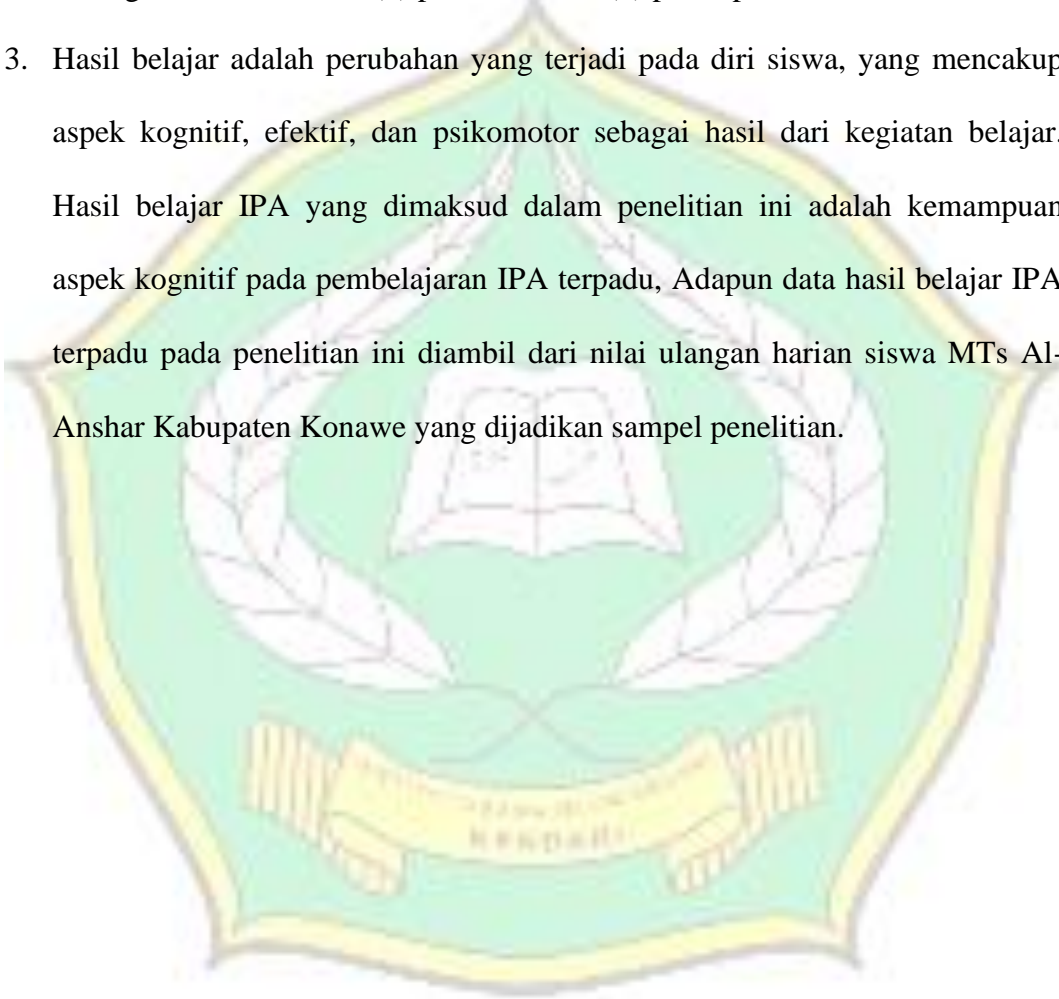 3. Hasil belajar adalah perubahan yang terjadi pada diri siswa, yang mencakup
aspek kognitif, efektif, dan psikomotor sebagai hasil dari kegiatan belajar.
Hasil belajar IPA yang dimaksud dalam penelitian ini adalah kemampuan
aspek kognitif pada pembelajaran IPA terpadu, Adapun data hasil belajar IPA
terpadu pada penelitian ini diambil dari nilai ulangan harian siswa MTs Al-
Anshar Kabupaten Konawe yang dijadikan sampel penelitian.
KENDARI